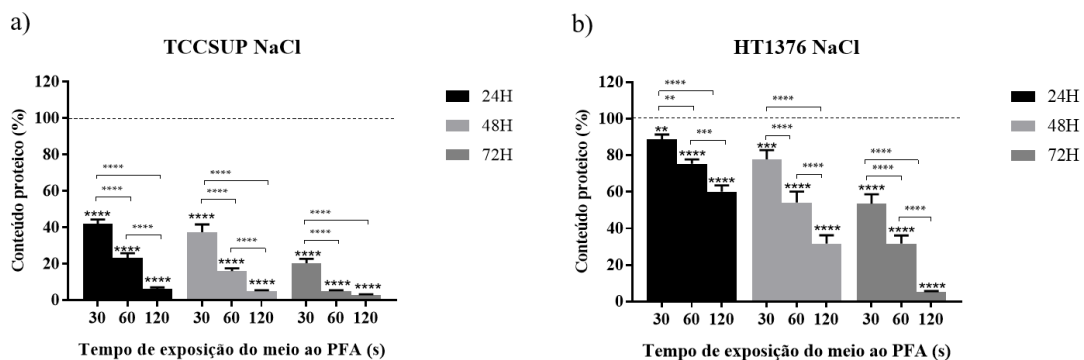 a)
TCCSUP NaCl
Conteúdo proteico (%)
120
100
80
60
40
20
0
**** **** ****
**** **** ****
**** **** ****
**** **** ****
**** **** ****
**** **** ****
30 60 120 30 60 120 30 60 120
Tempo de exposição do meio ao PFA (s)
24H
48H
72H
b)
HT1376 NaCl
Conteúdo proteico (%)
120
100
80
60
40
20
0
**** ** ***
** **** ****
**** **** ****
*** **** ****
**** **** ****
**** **** ****
30 60 120 30 60 120 30 60 120
Tempo de exposição do meio ao PFA (s)
24H
48H
72H